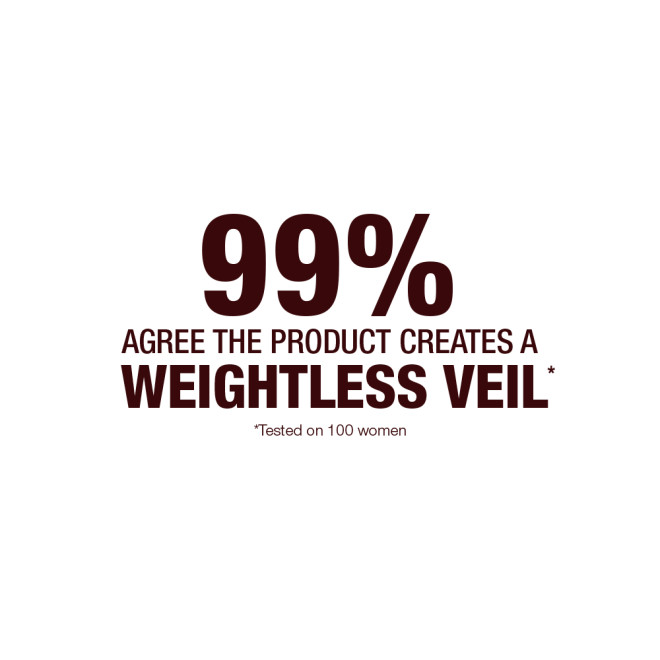 99%
AGREE THE PRODUCT CREATES A
WEIGHTLESS VEIL*
*Tested on 100 women